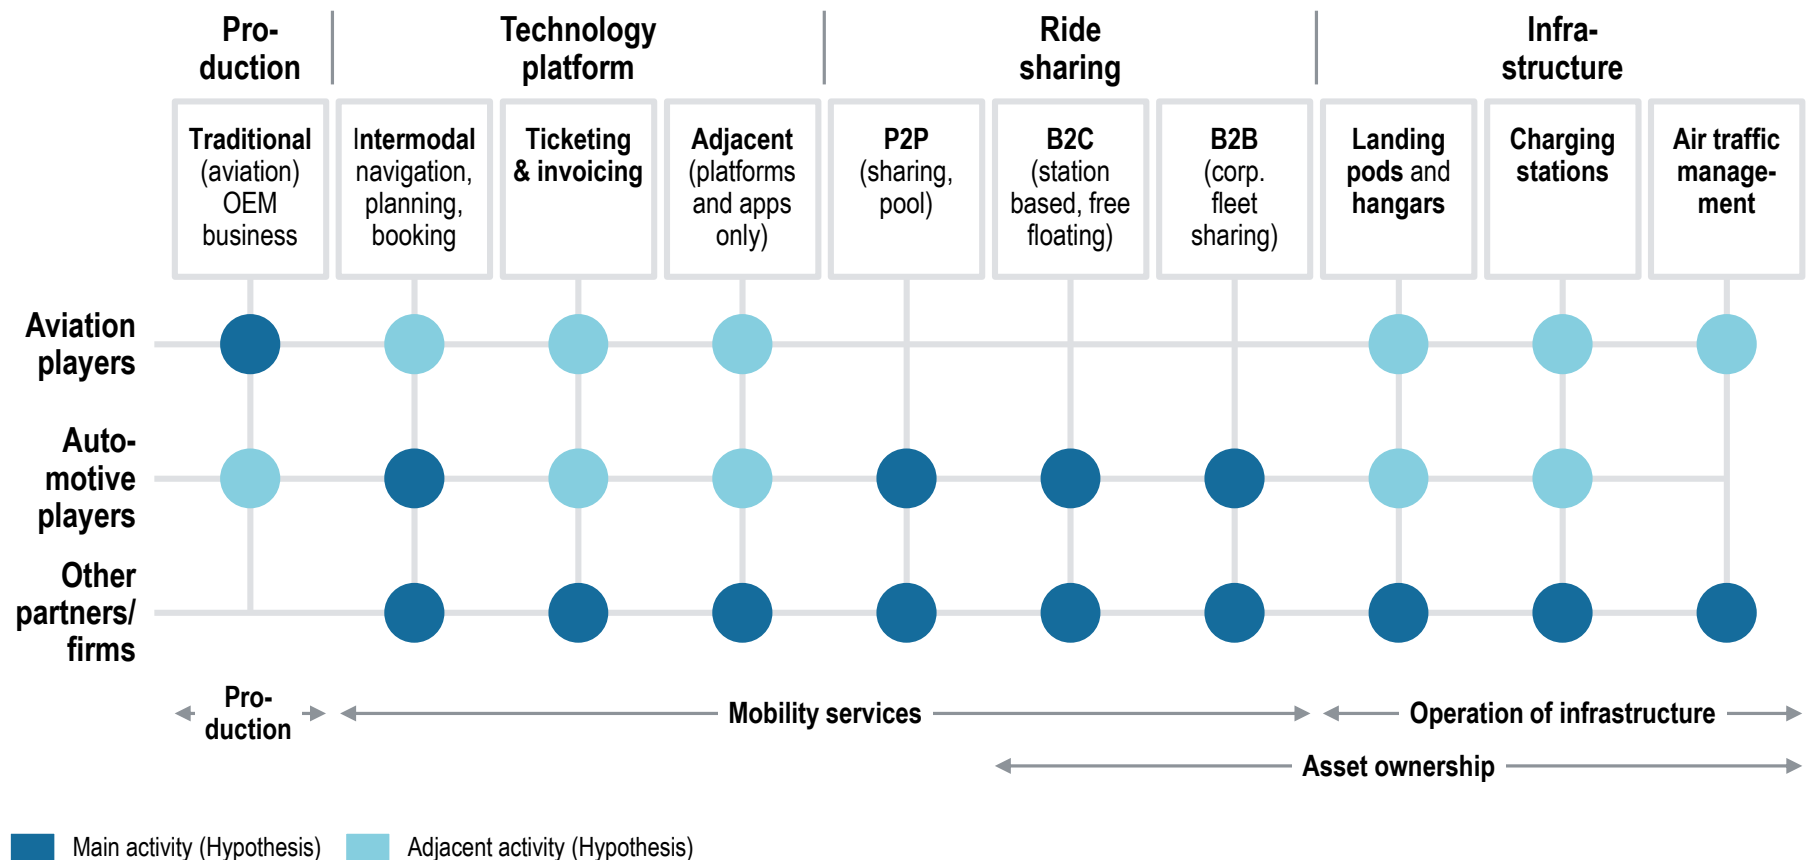 Pro-
duction
Technology
platform
Ride
sharing
Infra-
structure
Traditional
(aviation)
OEM
business
Intermodal
navigation,
planning,
booking
Ticketing
& invoicing
Adjacent
(platforms
and apps
only)
P2P
(sharing,
pool)
B2C
(station
based, free
floating)
B2B
(corp.
fleet
sharing)
Landing
pods and
hangars
Charging
stations
Air traffic
manage-
ment
Aviation
players
Auto-
motive
players
Other
partners/
firms
Pro-
duction
Mobility services
Operation of infrastructure
Asset ownership
Main activity (Hypothesis)
Adjacent activity (Hypothesis)